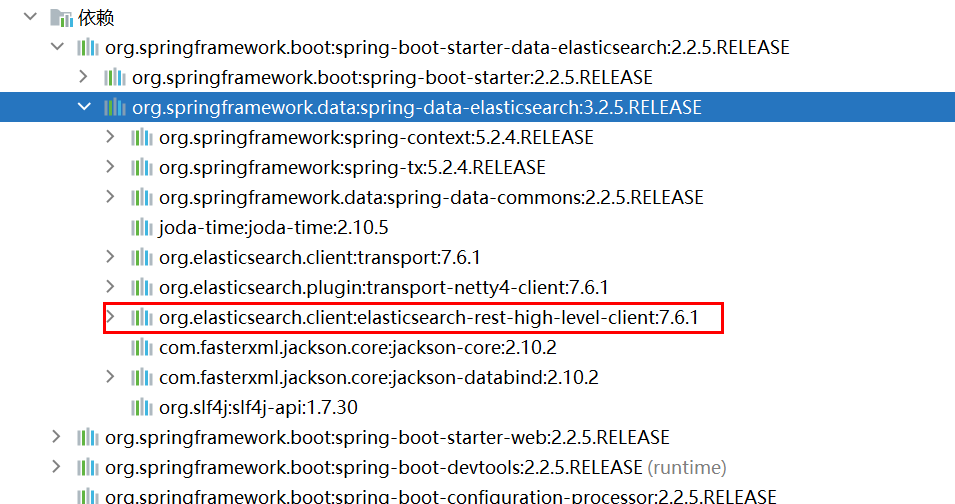 依赖
org.springframework.boot:spring-boot-starter-data-elasticsearch:2.2.5.RELEASE
org.springframework.boot:spring-boot-starter:2.2.5.RELEASE
org.springframework.data:spring-data-elasticsearch:3.2.5.RELEASE
org.springframework:spring-context:5.2.4.RELEASE
org.springframework:spring-tx:5.2.4.RELEASE
org.springframework.data:spring-data-commons:2.2.5.RELEASE
joda-time:joda-time:2.10.5
org.elasticsearch.client:transport:7.6.1
org.elasticsearch.plugin:transport-netty4-client:7.6.1
org.elasticsearch.client:elasticsearch-rest-high-level-client:7.6.1
com.fasterxml.jackson.core:jackson-core:2.10.2
com.fasterxml.jackson.core:jackson-databind:2.10.2
org.slf4j:slf4j-api:1.7.30
org.springframework.boot:spring-boot-starter-web:2.2.5.RELEASE
org.springframework.boot:spring-boot-devtools:2.2.5.RELEASE (runtime)
org.springframework.boot:spring-boot-configuration-processor:2.2.5.RELEASE